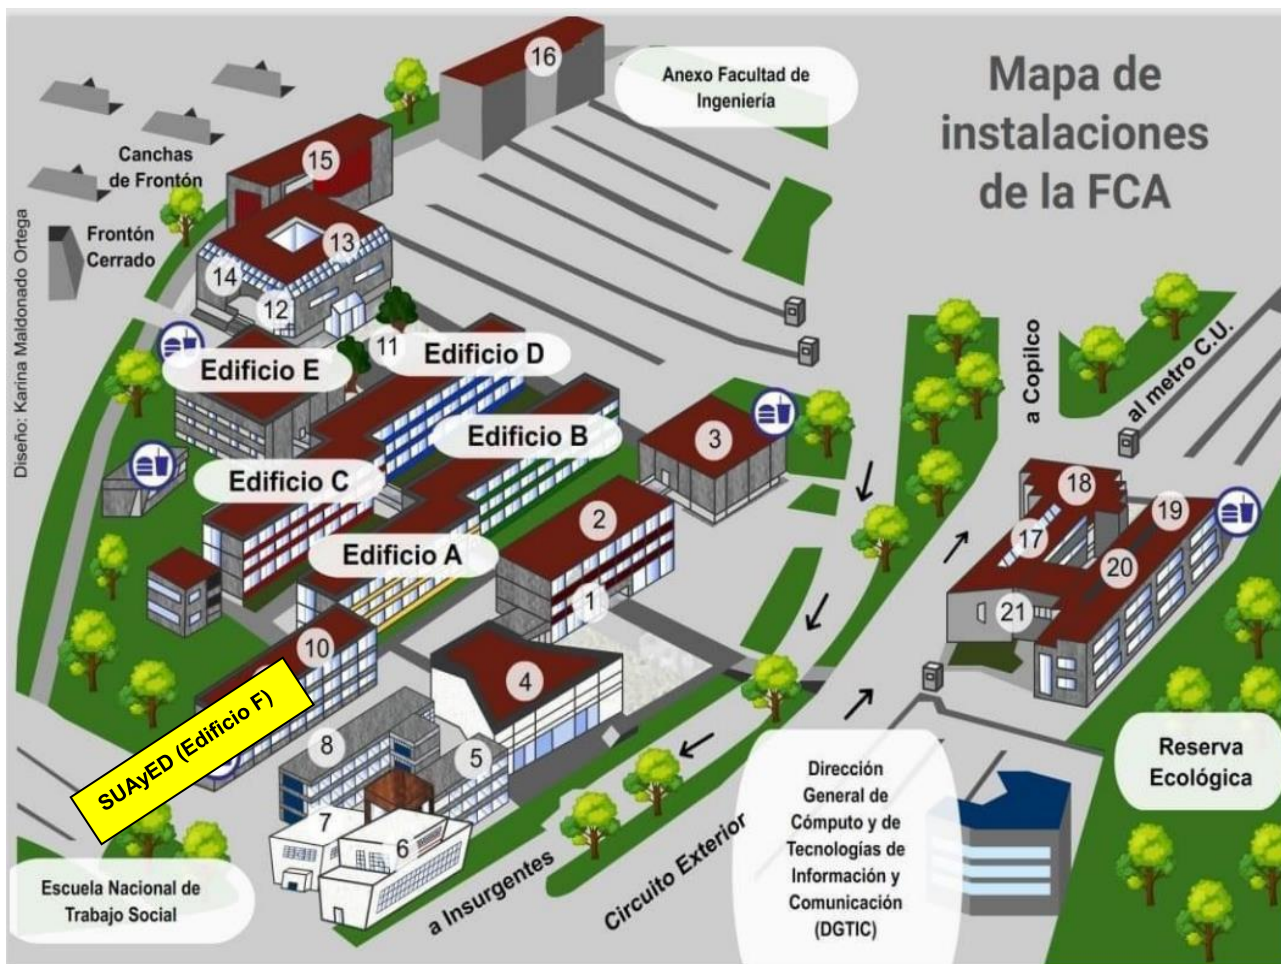 Mapa de
instalaciones
de la FCA
16
Anexo Facultad de
Ingeniería
Canchas
de Frontón
15
Frontón
Cerrado
13
14
12
11
Diseño: Karina Maldonado Ortega
Edificio D
Edificio E
a Copilco
al metro C.U.
Edificio B
3
Edificio C
2
18
19
17
20
Edificio A
1
21
10
4
SUAyED (Edificio F)
8
5
7
6
Reserva
Ecológica
Dirección
General de
Cómputo y de
Tecnologías de
Información y
Comunicación
(DGTIC)
Circuito Exterior
a Insurgentes
Escuela Nacional de
Trabajo Social